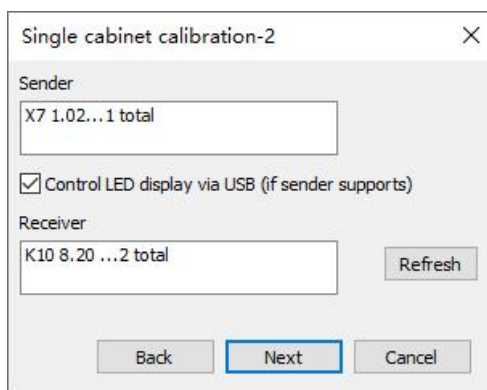 Single cabinet calibration-2
Sender
X7 1.02...1 total
Control LED display via USB (if sender supports)
Receiver
K10 8.20 ...2 total
Refresh
Back Next Cancel